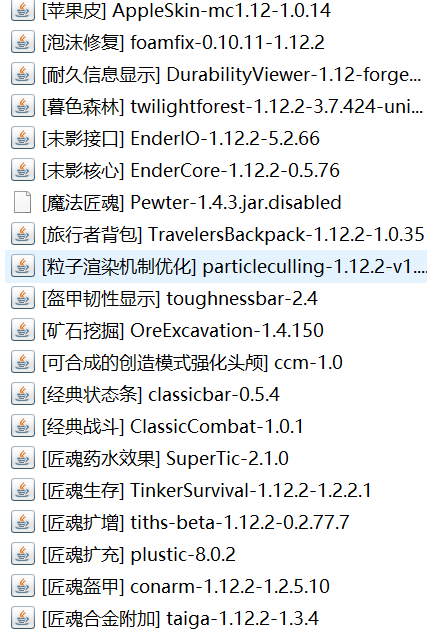 [苹果皮] AppleSkin-mc1.12-1.0.14
[泡沫修复] foamfix-0.10.11-1.12.2
[耐久信息显示] DurabilityViewer-1.12-forge...
[暮色森林] twilightforest-1.12.2-3.7.424-uni...
[末影接口] EnderIO-1.12.2-5.2.66
[末影核心] EnderCore-1.12.2-0.5.76
[魔法匠魂] Pewter-1.4.3.jar.disabled
[旅行者背包] TravelersBackpack-1.12.2-1.0.35
[粒子渲染机制优化] particleculling-1.12.2-v1....
[盔甲韧性显示] toughnessbar-2.4
[矿石挖掘] OreExcavation-1.4.150
[可合成的创造模式强化头颅] ccm-1.0
[经典状态条] classicbar-0.5.4
[经典战斗] ClassicCombat-1.0.1
[匠魂药水效果] SuperTic-2.1.0
[匠魂生存] TinkerSurvival-1.12.2-1.2.2.1
[匠魂扩增] tiths-beta-1.12.2-0.2.77.7
[匠魂扩充] plustic-8.0.2
[匠魂盔甲] conarm-1.12.2-1.2.5.10
[匠魂合金附加] taiga-1.12.2-1.3.4